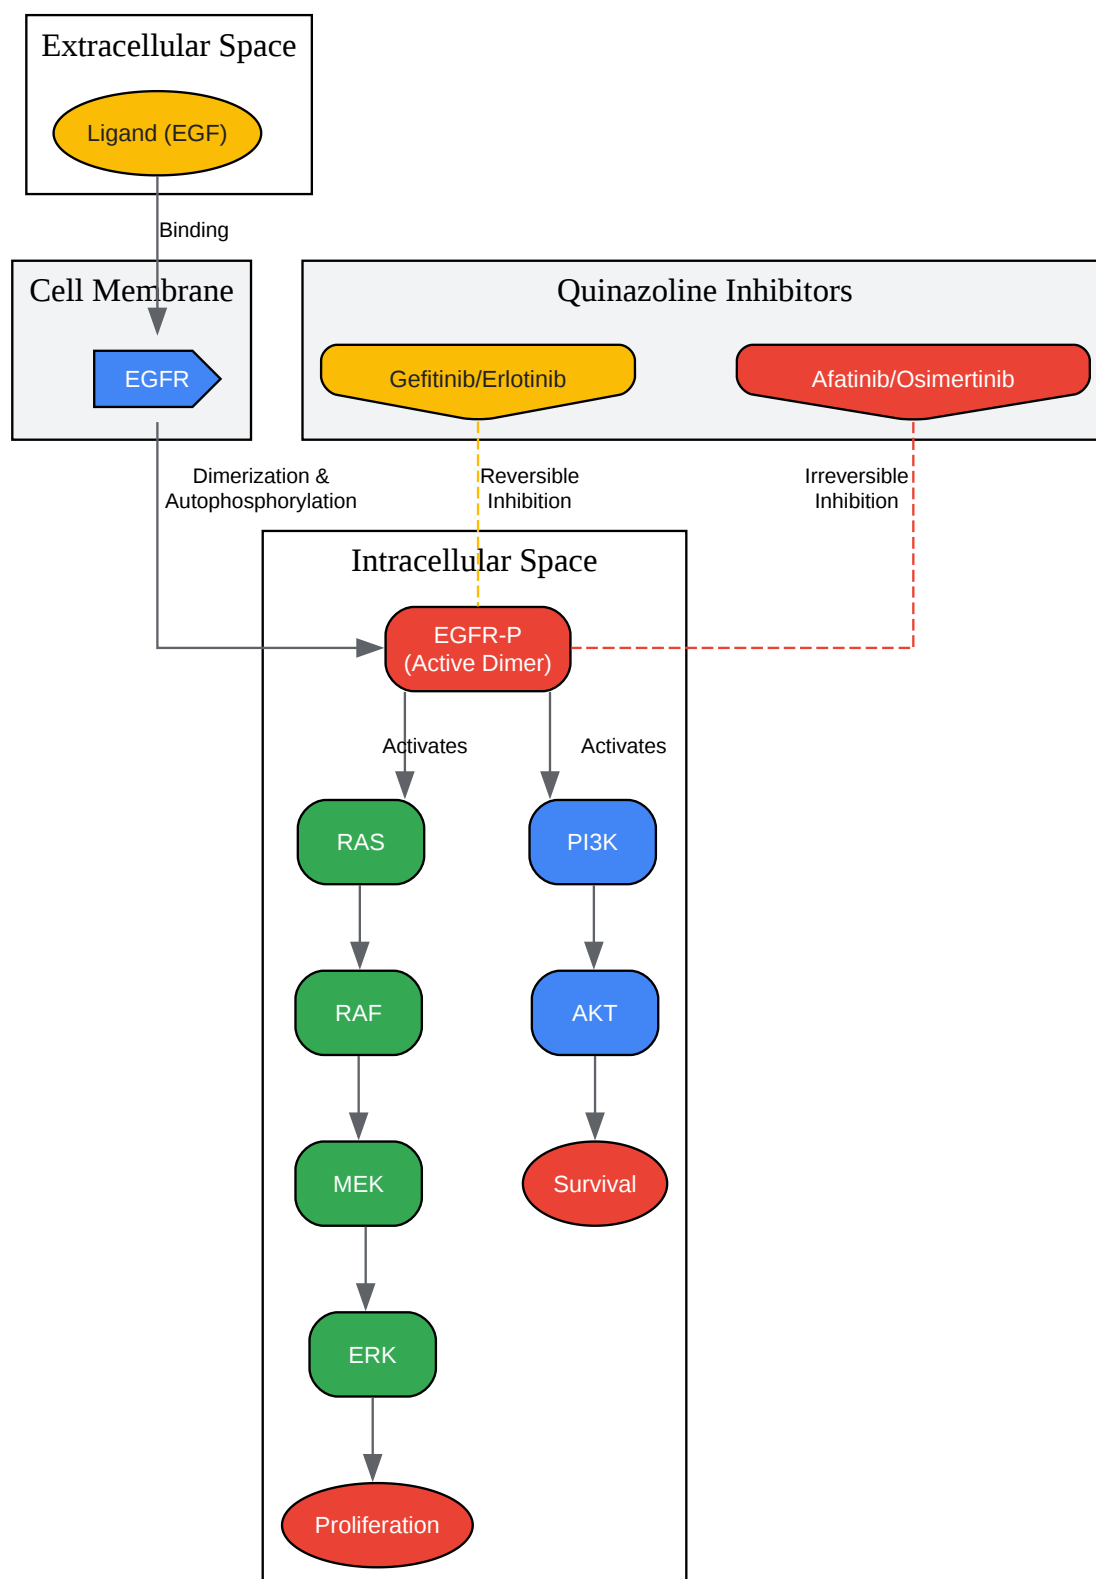 Extracellular Space
Ligand (EGF)
Binding
Cell Membrane
EGFR
Quinazoline Inhibitors
Gefitinib/Erlotinib
Afatinib/Osimertinib
Dimerization &
Autophosphorylation
Reversible
Inhibition
Irreversible
Inhibition
Intracellular Space
EGFR-P
(Active Dimer)
Activates
Activates
RAS
PI3K
RAF
AKT
MEK
Survival
ERK
Proliferation